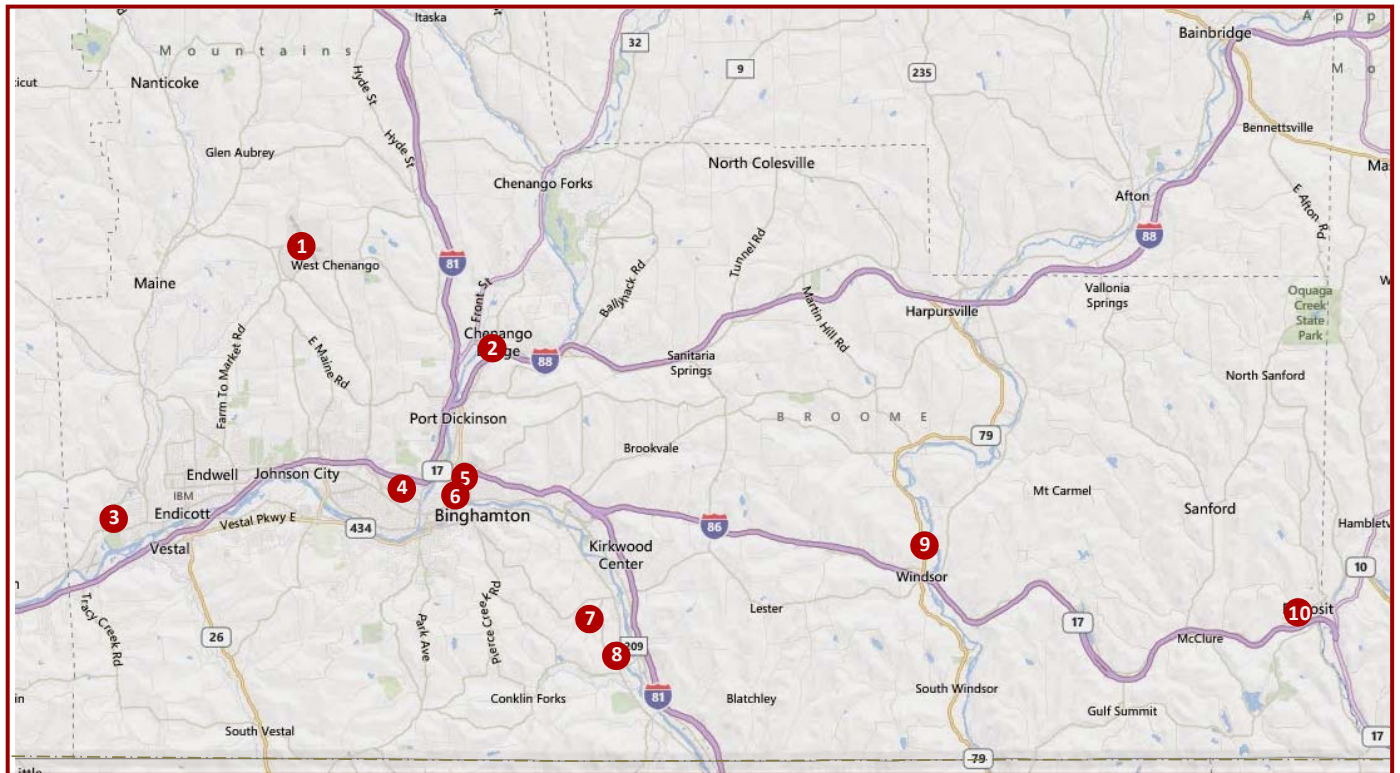 Itaska
32
9
235
Bainbridge
A p p
M o
M o u n t a i n s
Hyde St
Nanticoke
icut
Glen Aubrey
Hyde St
Bennettsville
North Colesville
Chenango Forks
Mas
Afton
E Afton Rd
88
1
West Chenango
81
Tunnel Rd
Maine
Front St
Ballyhack Rd
Vallonia
Springs
Oquaga
Creek
State
Park
Harpursville
Martin Hill Rd
Farm To Market Rd
E Maine Rd
Chenango
2
88
Sanitaria
Springs
North Sanford
Port Dickinson
B R O O M E
79
Brookvale
Endwell
Johnson City
17
5
4
6
IBM
Mt Carmel
3
Endicott
Vestal Pkwy E
434
Binghamton
86
Sanford
Vestal
Kirkwood
Center
9
Windsor
10
Tracy Creek Rd
Park Ave
Pierce Creek Rd
7
Lester
17
10
26
8
McClure
Conklin Forks
81
Blatchley
South Windsor
Gulf Summit
South Vestal
17
79